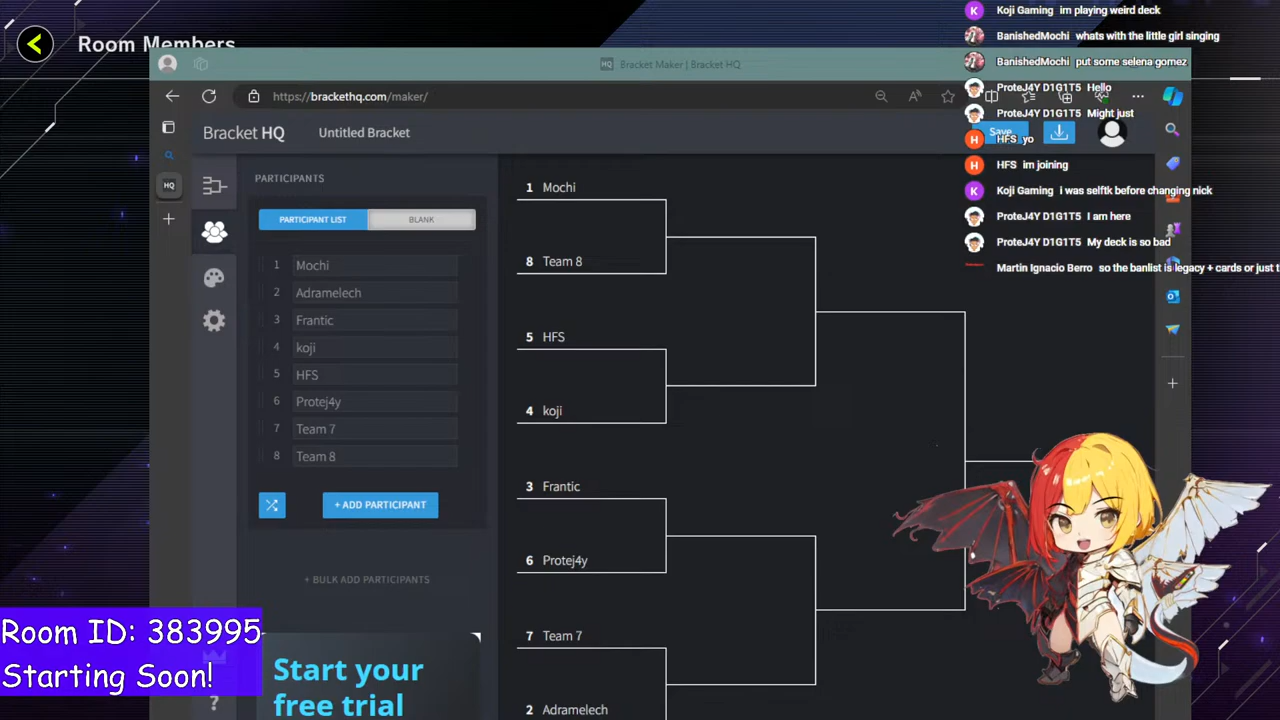 Room Members
Bracket Maker | Bracket HQ
https://brackethq.com/maker/
Bracket HQ
Untitled Bracket
Save
HQ
PARTICIPANTS
PARTICIPANT LIST
BLANK
1 Mochi
2 Adramelech
3 Frantic
4 koji
5 HFS
6 Protej4y
7 Team 7
8 Team 8
+ ADD PARTICIPANT
+ BULK ADD PARTICIPANTS
Start your
free trial
1 Mochi
8 Team 8
5 HFS
4 koji
3 Frantic
6 Protej4y
7 Team 7
2 Adramelech
K Koji Gaming im playing weird deck
BanishedMochi whats with the little girl singing
BanishedMochi put some selena gomez
ProteJ4Y D1G1T5 Hello
ProteJ4Y D1G1T5 Might just
H HFS yo
H HFS im joining
K Koji Gaming i was selftk before changing nick
ProteJ4Y D1G1T5 I am here
ProteJ4Y D1G1T5 My deck is so bad
Martin Ignacio Berro so the banlist is legacy + cards or just t
Room ID: 383995
Starting Soon!
?